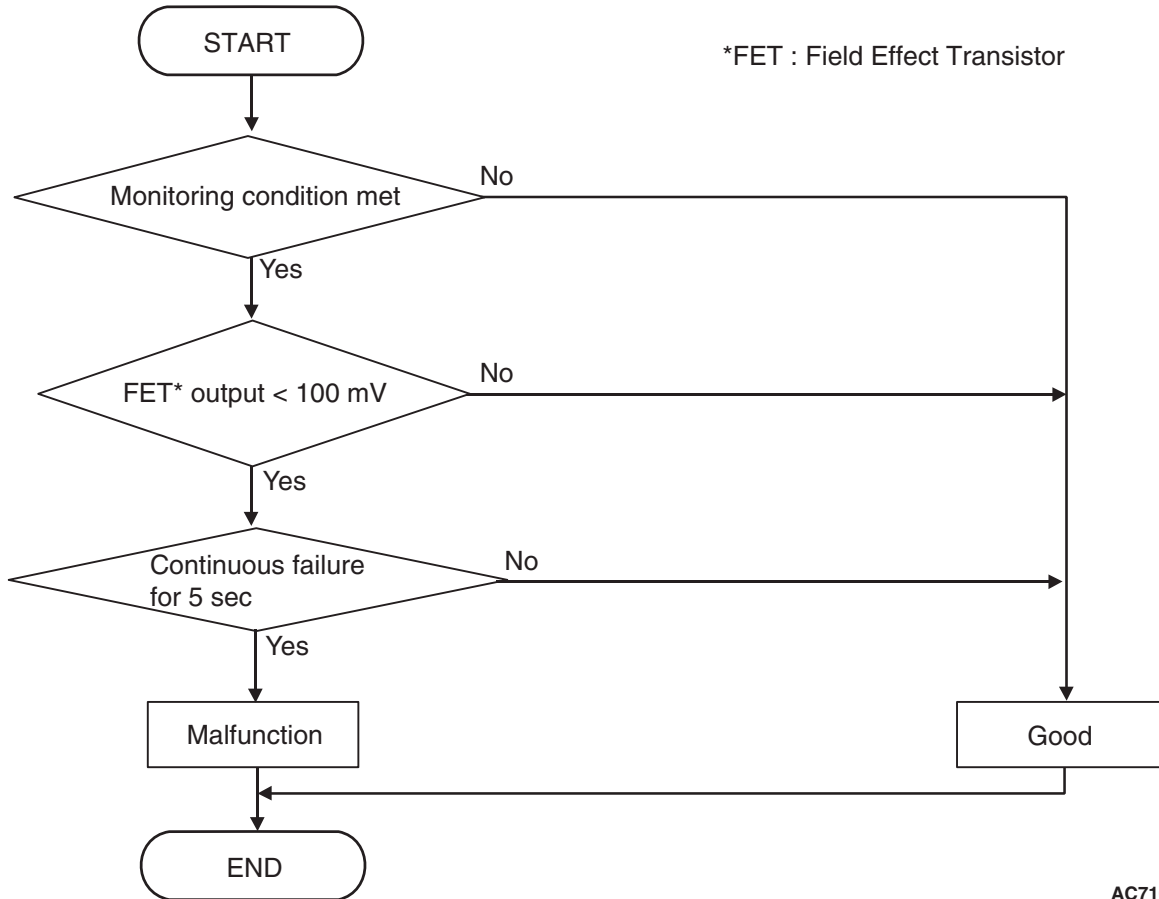 START
*FET : Field Effect Transistor
Monitoring condition met
No
Yes
FET* output < 100 mV
No
Yes
Continuous failure
for 5 sec
No
Yes
Malfunction
Good
END
AC71